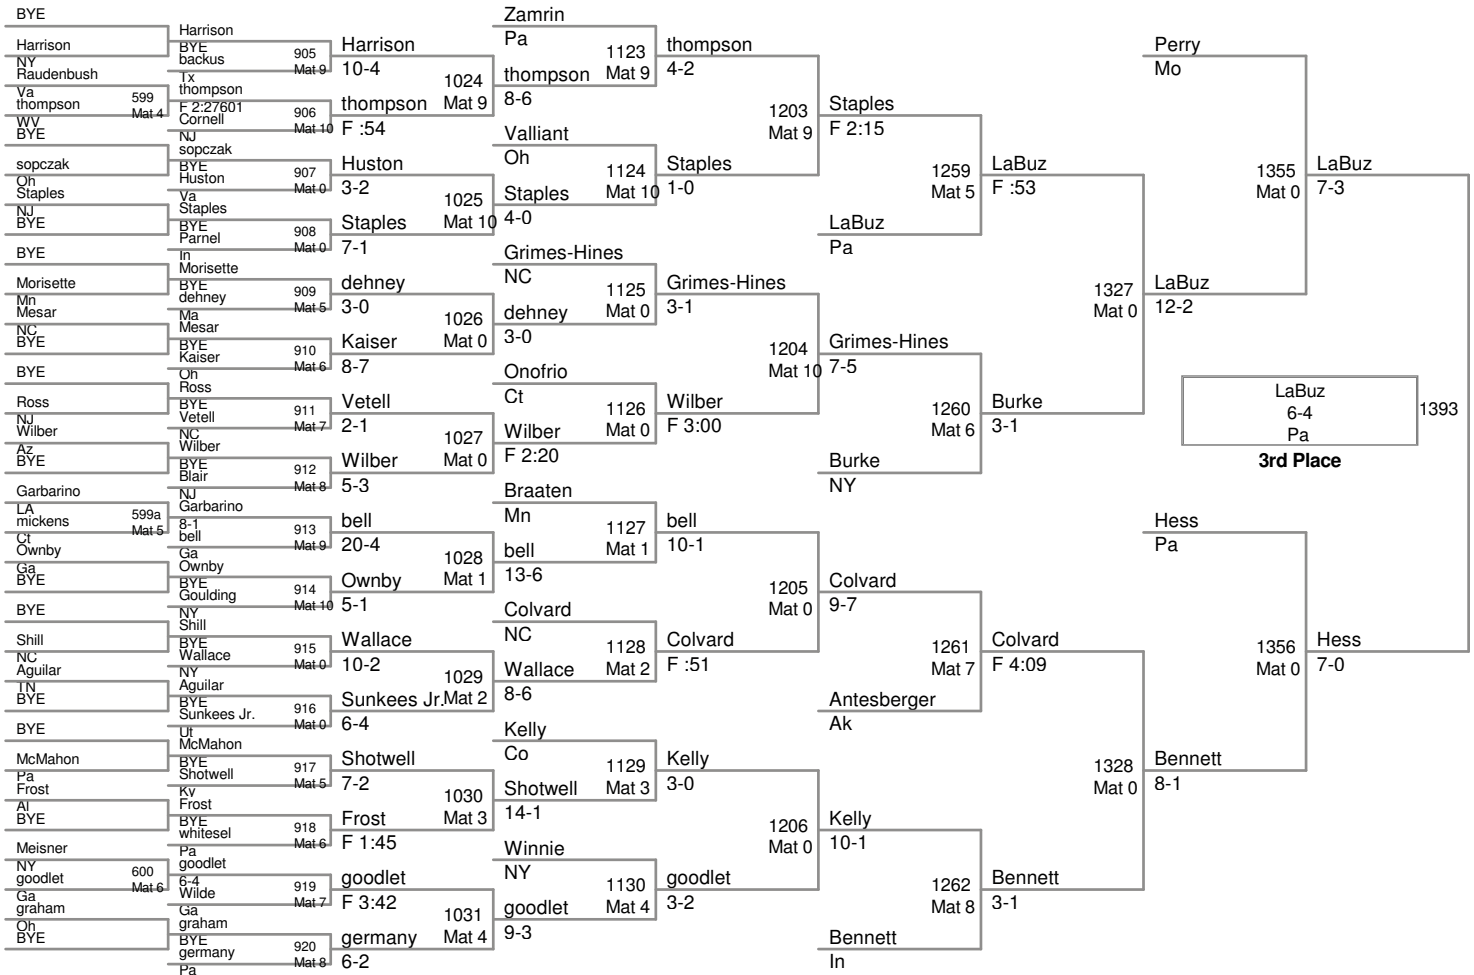 BYE
Harrison
NY
Raudenbush
Va
thompson
WV
BYE
sopczak
Oh
Staples
NJ
BYE
BYE
Morisette
Mn
Mesar
NC
BYE
BYE
Ross
NJ
Wilber
Az
BYE
Garbarino
LA
mickens
Ct
Ownby
Ga
BYE
BYE
Shill
NC
Aguilar
TN
BYE
BYE
McMahon
Pa
Frost
Al
BYE
Meisner
NY
goodlet
Ga
graham
Oh
BYE
599
Mat 4
599a
Mat 5
600
Mat 6
Harrison
BYE
backus
Tx
thompson
F 2:27601
Cornell
NJ
sopczak
BYE
Huston
Va
Staples
BYE
Parnel
In
Morisette
BYE
dehney
Ma
Mesar
BYE
Kaiser
Oh
Ross
BYE
Vetell
NC
Wilber
BYE
Blair
NJ
Garbarino
8-1
bell
Ga
Ownby
BYE
Goulding
NY
Shill
BYE
Wallace
NY
Aguilar
BYE
Sunkees Jr.
Ut
McMahon
BYE
Shotwell
Ky
Frost
BYE
whitesel
Pa
goodlet
6-4
Wilde
Ga
graham
BYE
germany
Pa
905
Mat 9
906
Mat 10
907
Mat 0
908
Mat 0
909
Mat 5
910
Mat 6
911
Mat 7
912
Mat 8
913
Mat 9
914
Mat 10
915
Mat 0
916
Mat 0
917
Mat 5
918
Mat 6
919
Mat 7
920
Mat 8
Harrison
10-4
thompson
F :54
Huston
3-2
Staples
7-1
dehney
3-0
Kaiser
8-7
Vetell
2-1
Wilber
5-3
bell
20-4
Ownby
5-1
Wallace
10-2
Sunkees Jr.
6-4
Shotwell
7-2
Frost
F 1:45
goodlet
F 3:42
germany
6-2
1024
Mat 9
1025
Mat 10
1026
Mat 0
1027
Mat 0
1028
Mat 1
1029
Mat 2
1030
Mat 3
1031
Mat 4
Zamrin
Pa
thompson
8-6
Valliant
Oh
Staples
4-0
Grimes-Hines
NC
dehney
3-0
Onofrio
Ct
Wilber
F 2:20
Braaten
Mn
bell
13-6
Colvard
NC
Wallace
8-6
Kelly
Co
Shotwell
14-1
Winnie
NY
goodlet
9-3
1123
Mat 9
1124
Mat 10
1125
Mat 0
1126
Mat 0
1127
Mat 1
1128
Mat 2
1129
Mat 3
1130
Mat 4
thompson
4-2
Staples
1-0
Grimes-Hines
3-1
Wilber
F 3:00
bell
10-1
Colvard
F :51
Kelly
3-0
goodlet
3-2
1203
Mat 9
1204
Mat 10
1205
Mat 0
1206
Mat 0
Staples
F 2:15
LaBuz
Pa
Grimes-Hines
7-5
Burke
NY
Colvard
9-7
Antesberger
Ak
Kelly
10-1
Bennett
In
1259
Mat 5
1260
Mat 6
1261
Mat 7
1262
Mat 8
LaBuz
F :53
Burke
3-1
Colvard
F 4:09
Bennett
3-1
1327
Mat 0
1328
Mat 0
Perry
Mo
LaBuz
12-2
Hess
Pa
Bennett
8-1
1355
Mat 0
1356
Mat 0
LaBuz
7-3
Hess
7-0
LaBuz
6-4
Pa
1393
3rd Place